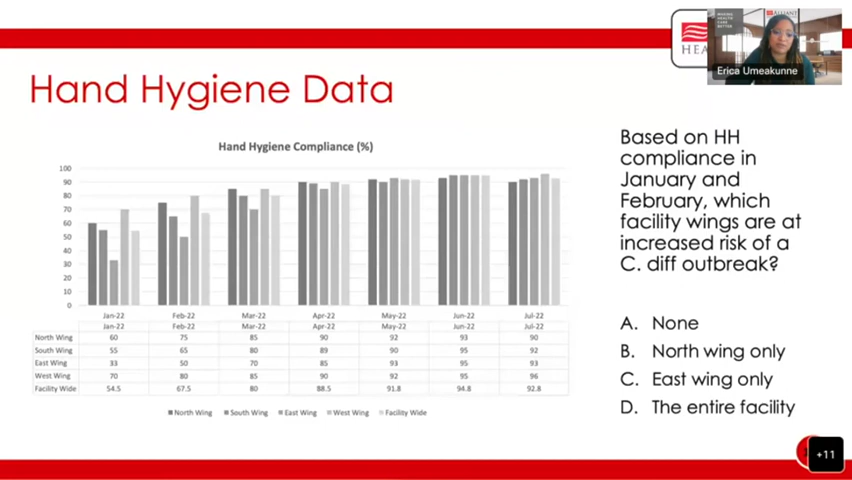 MAKING
HEALTH
CARE
BETTER
ALLIANT
HEA
Erica Umeakunne
Hand Hygiene Data
Hand Hygiene Compliance (%)
100
90
80
70
60
50
40
30
20
10
0
Jan-22 Feb-22 Mar-22 Apr-22 May-22 Jun-22 Jul-22
Jan-22 Feb-22 Mar-22 Apr-22 May-22 Jun-22 Jul-22
North Wing 60 75 85 90 92 93 90
South Wing 55 65 80 89 90 95 92
East Wing 33 50 70 85 93 95 93
West Wing 70 80 85 90 92 95 96
Facility Wide 54.5 67.5 80 88.5 91.8 94.8 92.8
North Wing South Wing East Wing West Wing Facility Wide
Based on HH
compliance in
January and
February, which
facility wings are at
increased risk of a
C. diff outbreak?
A. None
B. North wing only
C. East wing only
D. The entire facility
+11